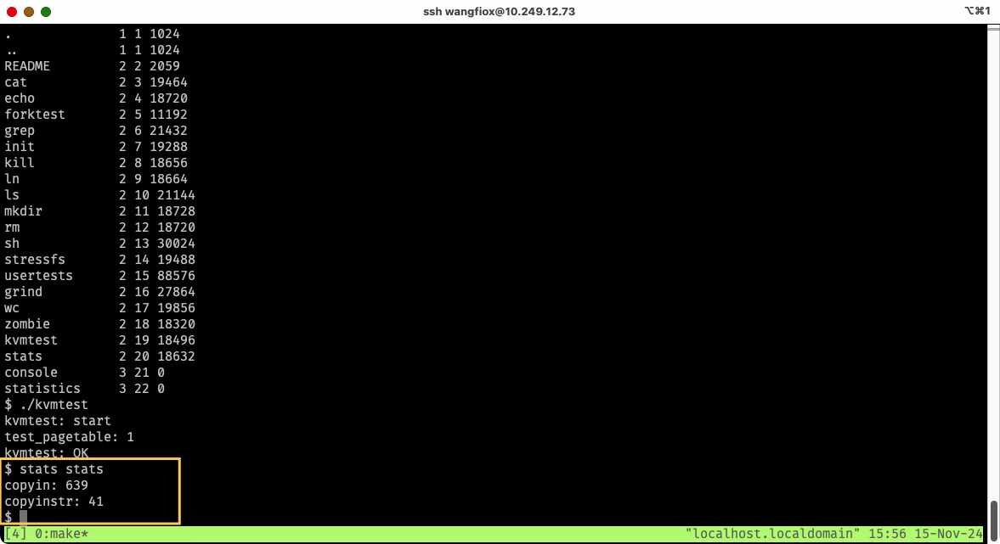 ssh wangfiox@10.249.12.73
⌥⌘1
. 1 1 1024
.. 1 1 1024
README 2 2 2059
cat 2 3 19464
echo 2 4 18720
forktest 2 5 11192
grep 2 6 21432
init 2 7 19288
kill 2 8 18656
ln 2 9 18664
ls 2 10 21144
mkdir 2 11 18728
rm 2 12 18720
sh 2 13 30024
stressfs 2 14 19488
usertests 2 15 88576
grind 2 16 27864
wc 2 17 19856
zombie 2 18 18320
kvmtest 2 19 18496
stats 2 20 18632
console 3 21 0
statistics 3 22 0
$ ./kvmtest
kvmtest: start
test_pagetable: 1
kvmtest: OK
$ stats stats
copyin: 639
copyinstr: 41
$
[4] 0:make* "localhost.localdomain" 15:56 15-Nov-24